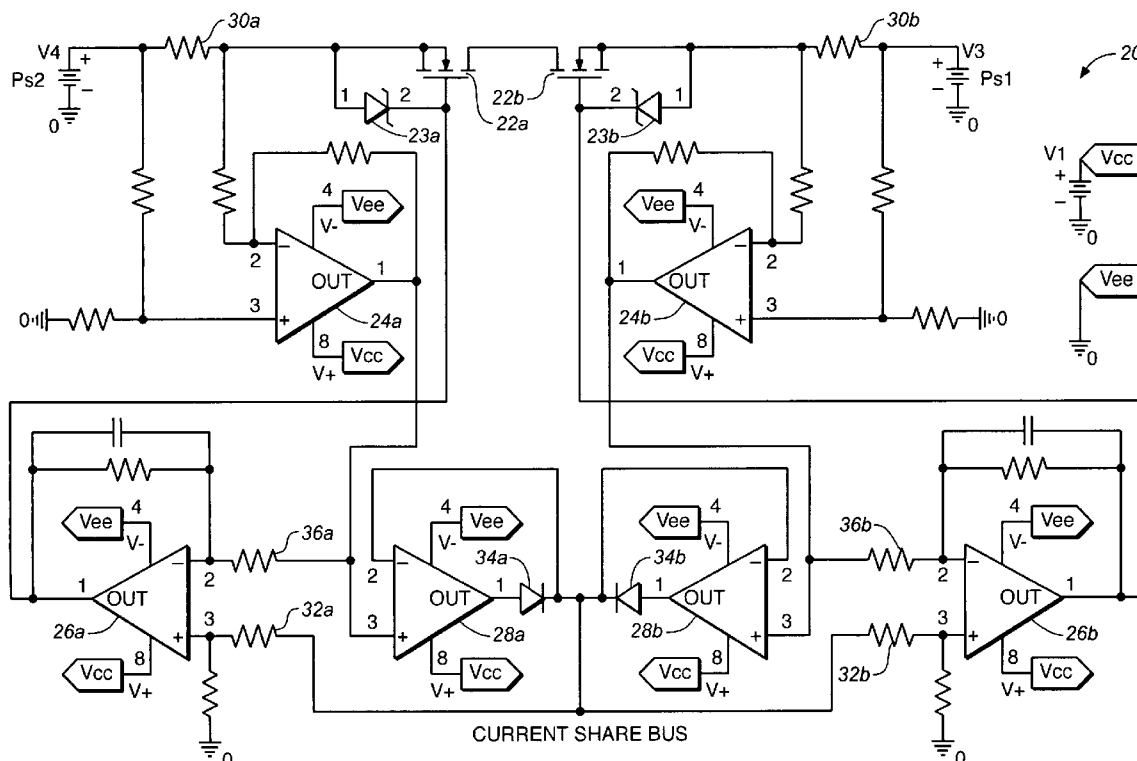 30a
30b
V4
+
Ps2
-
0
V3
+
Ps1
-
0
20
22b
22a
1
2
23a
2
1
23b
V1
+
-
0
Vcc
4
Vee
V-
-
2
OUT
1
3
+
24a
8
Vcc
V+
0
4
Vee
V-
-
2
1
OUT
3
+
24b
8
Vcc
V+
0
Vee
0
4
Vee
V-
-
2
1
OUT
3
+
26a
8
Vcc
V+
36a
32a
0
4
Vee
V-
-
2
OUT
1
3
+
34a
28a
8
Vcc
V+
4
Vee
V-
-
2
34b
1
OUT
3
+
28b
8
Vcc
V+
36b
32b
0
4
Vee
V-
-
2
OUT
1
3
+
26b
8
Vcc
V+
CURRENT SHARE BUS